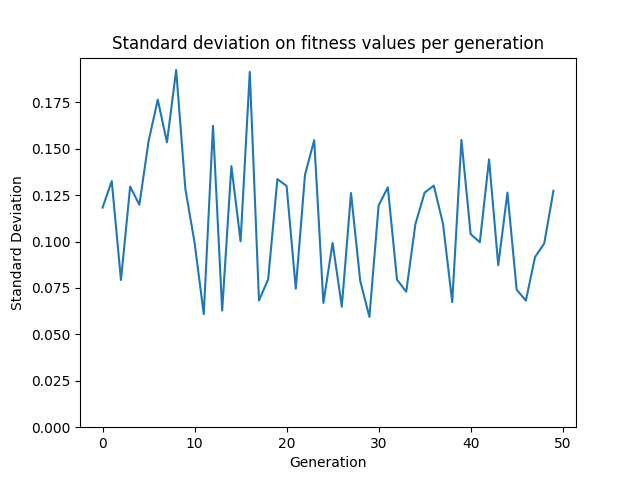 Standard deviation on fitness values per generation
Standard Deviation
0.175
0.150
0.125
0.100
0.075
0.050
0.025
0.000
0 10 20 30 40 50
Generation